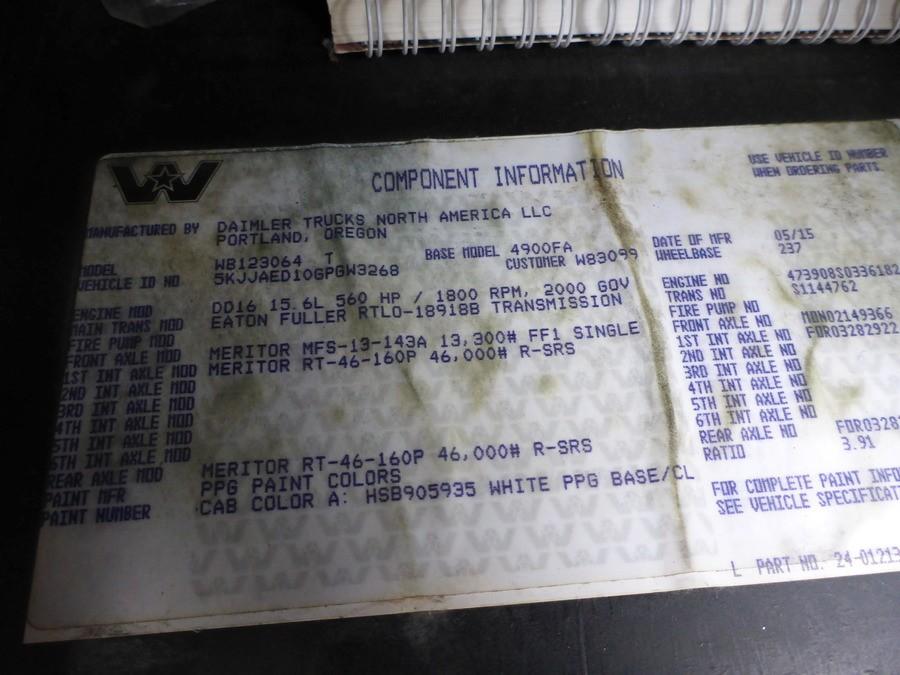 COMPONENT INFORMATION
USE VEHICLE ID NUMBER
WHEN ORDERING PARTS.
MANUFACTURED BY DAIMLER TRUCKS NORTH AMERICA LLC
PORTLAND, OREGON
MODEL WB123064 T BASE MODEL 4900FA DATE OF MFR 05/15
VEHICLE ID NO 5KJJAED10GPGW3268 CUSTOMER W83099 WHEELBASE 237
ENGINE MOD DD16 15.6L 560 HP / 1800 RPM, 2000 GOV ENGINE NO 473908S0336182
MAIN TRANS MOD EATON FULLER RTLO-18918B TRANSMISSION TRANS NO S1144762
FIRE PUMP MOD FIRE PUMP NO
FRONT AXLE MOD MERITOR MFS-13-143A 13,300# FF1 SINGLE FRONT AXLE NO MDN02149366
1ST INT AXLE MOD MERITOR RT-46-160P 46,000# R-SRS 1ST INT AXLE NO FOR03282922
2ND INT AXLE MOD 2ND INT AXLE NO
3RD INT AXLE MOD 3RD INT AXLE NO
4TH INT AXLE MOD 4TH INT AXLE NO
5TH INT AXLE MOD 5TH INT AXLE NO
6TH INT AXLE MOD 6TH INT AXLE NO
REAR AXLE MOD MERITOR RT-46-160P 46,000# R-SRS REAR AXLE NO FOR0328
PAINT MFR PPG PAINT COLORS RATIO 3.91
PAINT NUMBER CAB COLOR A: HSB905935 WHITE PPG BASE/CL
FOR COMPLETE PAINT INFO
SEE VEHICLE SPECIFICAT
L PART NO. 24-01213